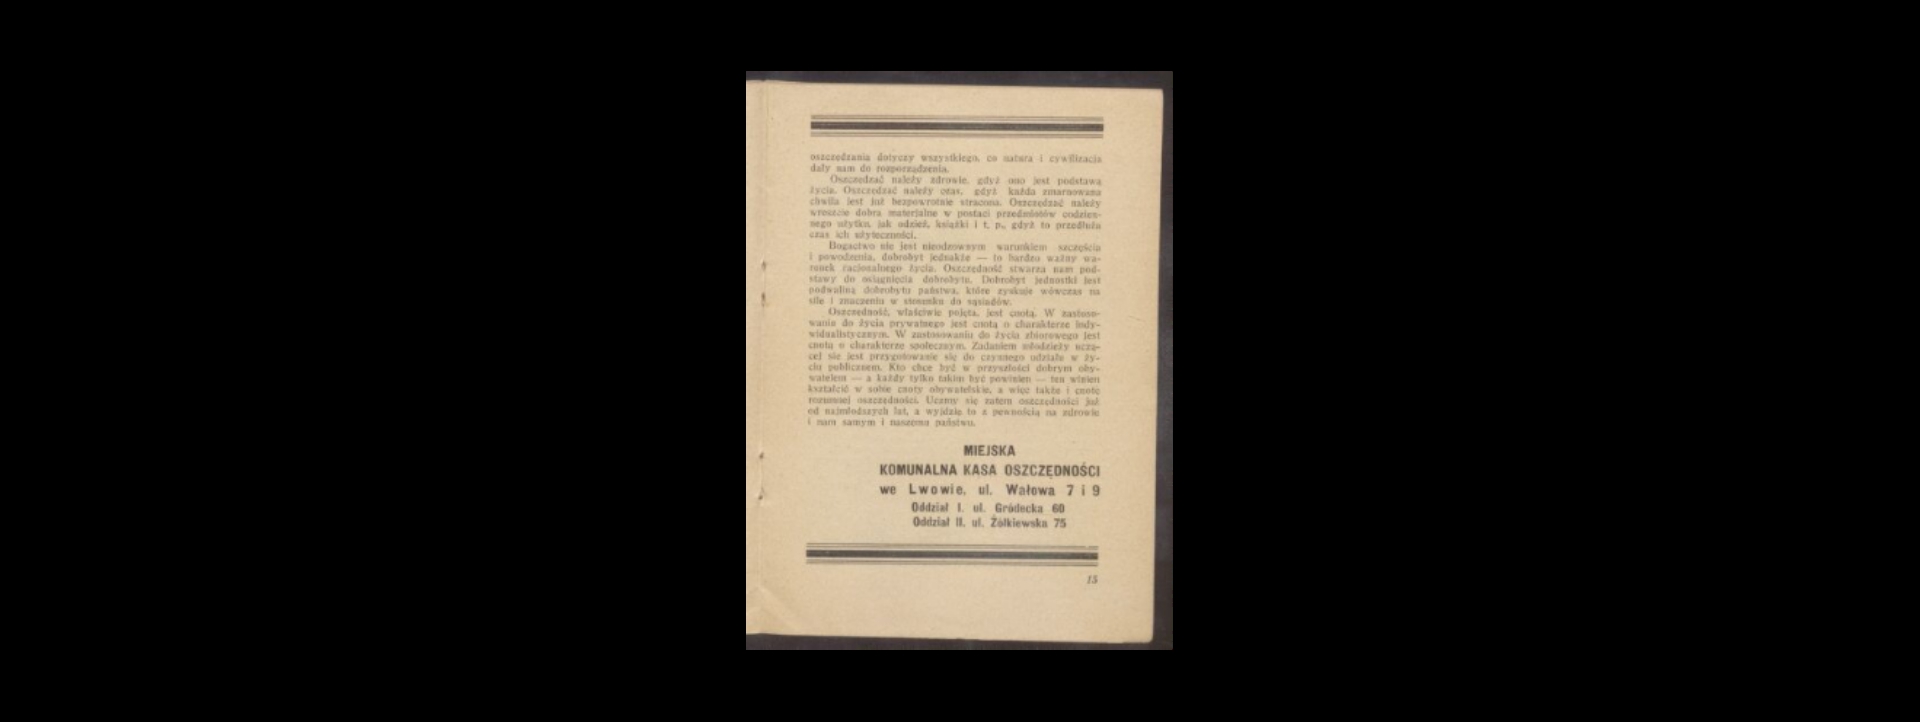 oszczędzania dotyczy wszystkiego, co natura i cywilizacja
dały nam do rozporządzenia.
Oszczędzać należy zdrowie, gdyż ono jest podstawą
życia. Oszczędzać należy czas, gdyż każda zmarnowana
chwila jest już bezpowrotnie stracona. Oszczędzać należy
wreszcie dobra materjalne w postaci przedmiotów codzien-
nego użytku, jak odzież, książki i t. p., gdyż to przedłuża
czas ich użyteczności.
Bogactwo nie jest nieodzownym warunkiem szczęścia
i powodzenia, dobrobyt jednakże — to bardzo ważny wa-
runek racjonalnego życia. Oszczędność stwarza nam pod-
stawy do osiągnięcia dobrobytu. Dobrobyt jednostki jest
podwaliną dobrobytu państwa, które zyskuje wówczas na
sile i znaczeniu w stosunku do sąsiadów.
Oszczędność, właściwie pojęta, jest cnotą. W zastoso-
waniu do życia prywatnego jest cnotą o charakterze indy-
widualistycznym. W zastosowaniu do życia zbiorowego jest
cnotą o charakterze społecznym. Zadaniem młodzieży uczą-
cej się jest przygotowanie się do czynnego udziału w ży-
ciu publicznem. Kto chce być w przyszłości dobrym oby-
watelem — a każdy tylko takim być powinien — ten winien
kształcić w sobie cnoty obywatelskie, a więc także i cnotę
rozumnej oszczędności. Uczmy się zatem oszczędności już
od najmłodszych lat, a wyjdzie to z pewnością na zdrowie
i nam samym i naszemu państwu.
MIEJSKA
KOMUNALNA KASA OSZCZĘDNOŚCI
we Lwowie, ul. Wałowa 7 i 9
Oddział I. ul. Gródecka 60
Oddział II. ul. Żółkiewska 75
15